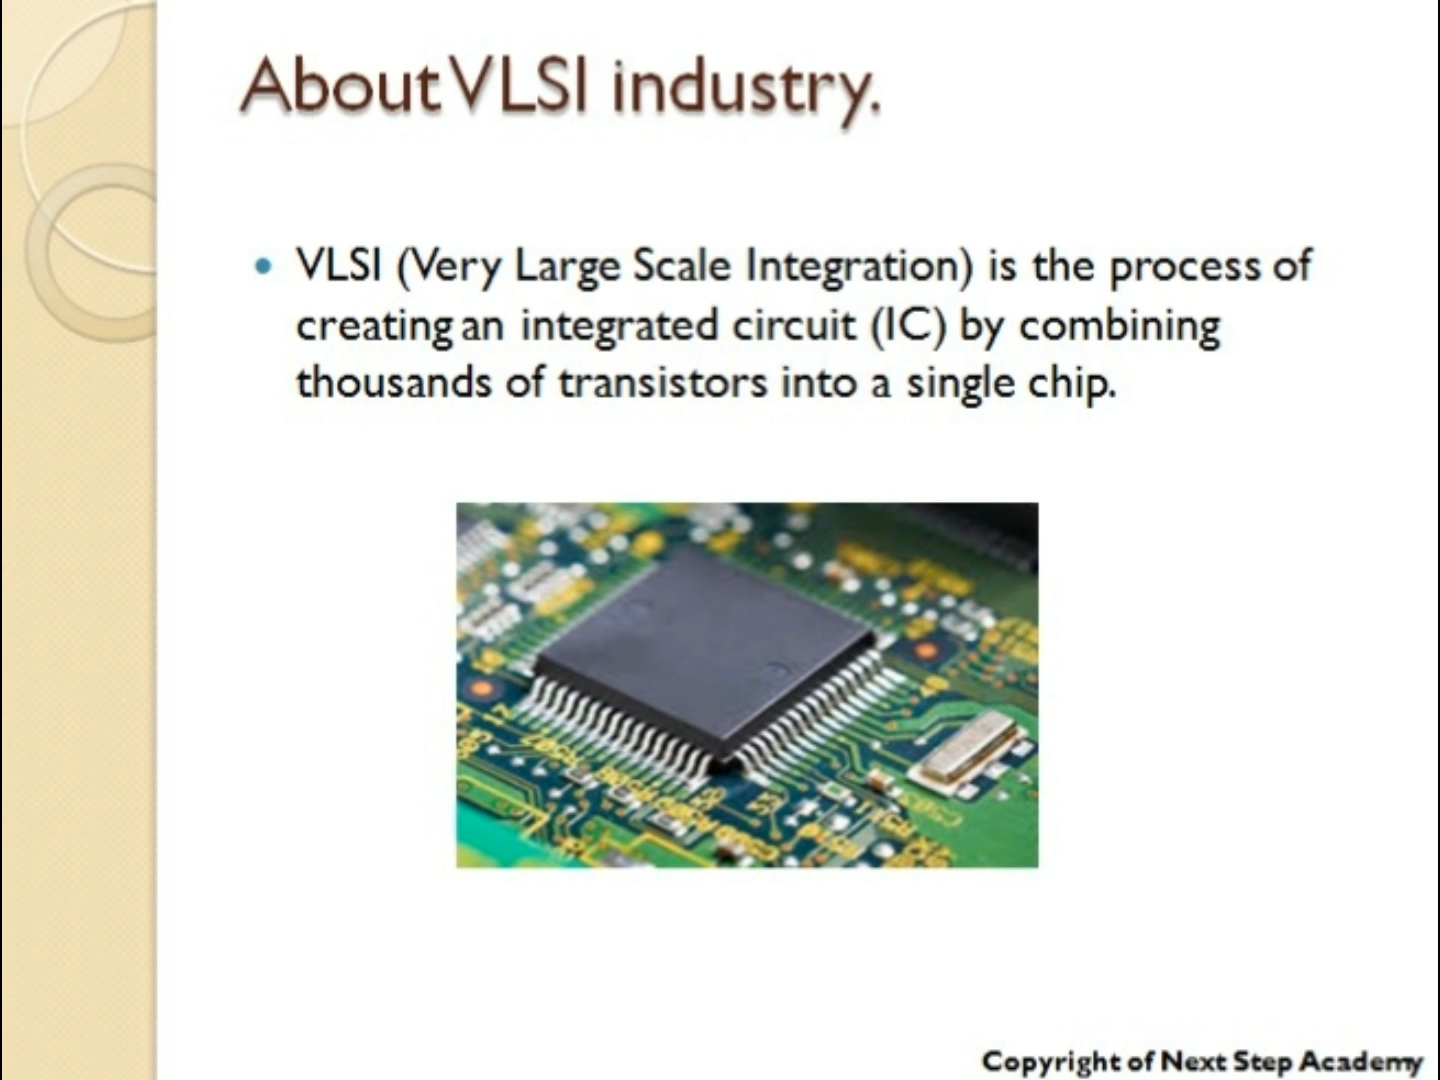 About VLSI industry.
VLSI (Very Large Scale Integration) is the process of
creating an integrated circuit (IC) by combining
thousands of transistors into a single chip.
Copyright of Next Step Academy